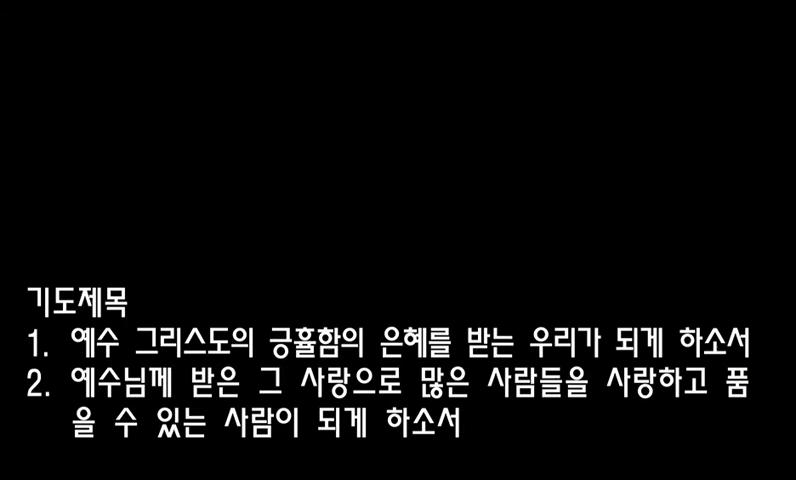 기도제목
1. 예수 그리스도의 긍휼함의 은혜를 받는 우리가 되게 하소서
2. 예수님께 받은 그 사랑으로 많은 사람들을 사랑하고 품
을 수 있는 사람이 되게 하소서